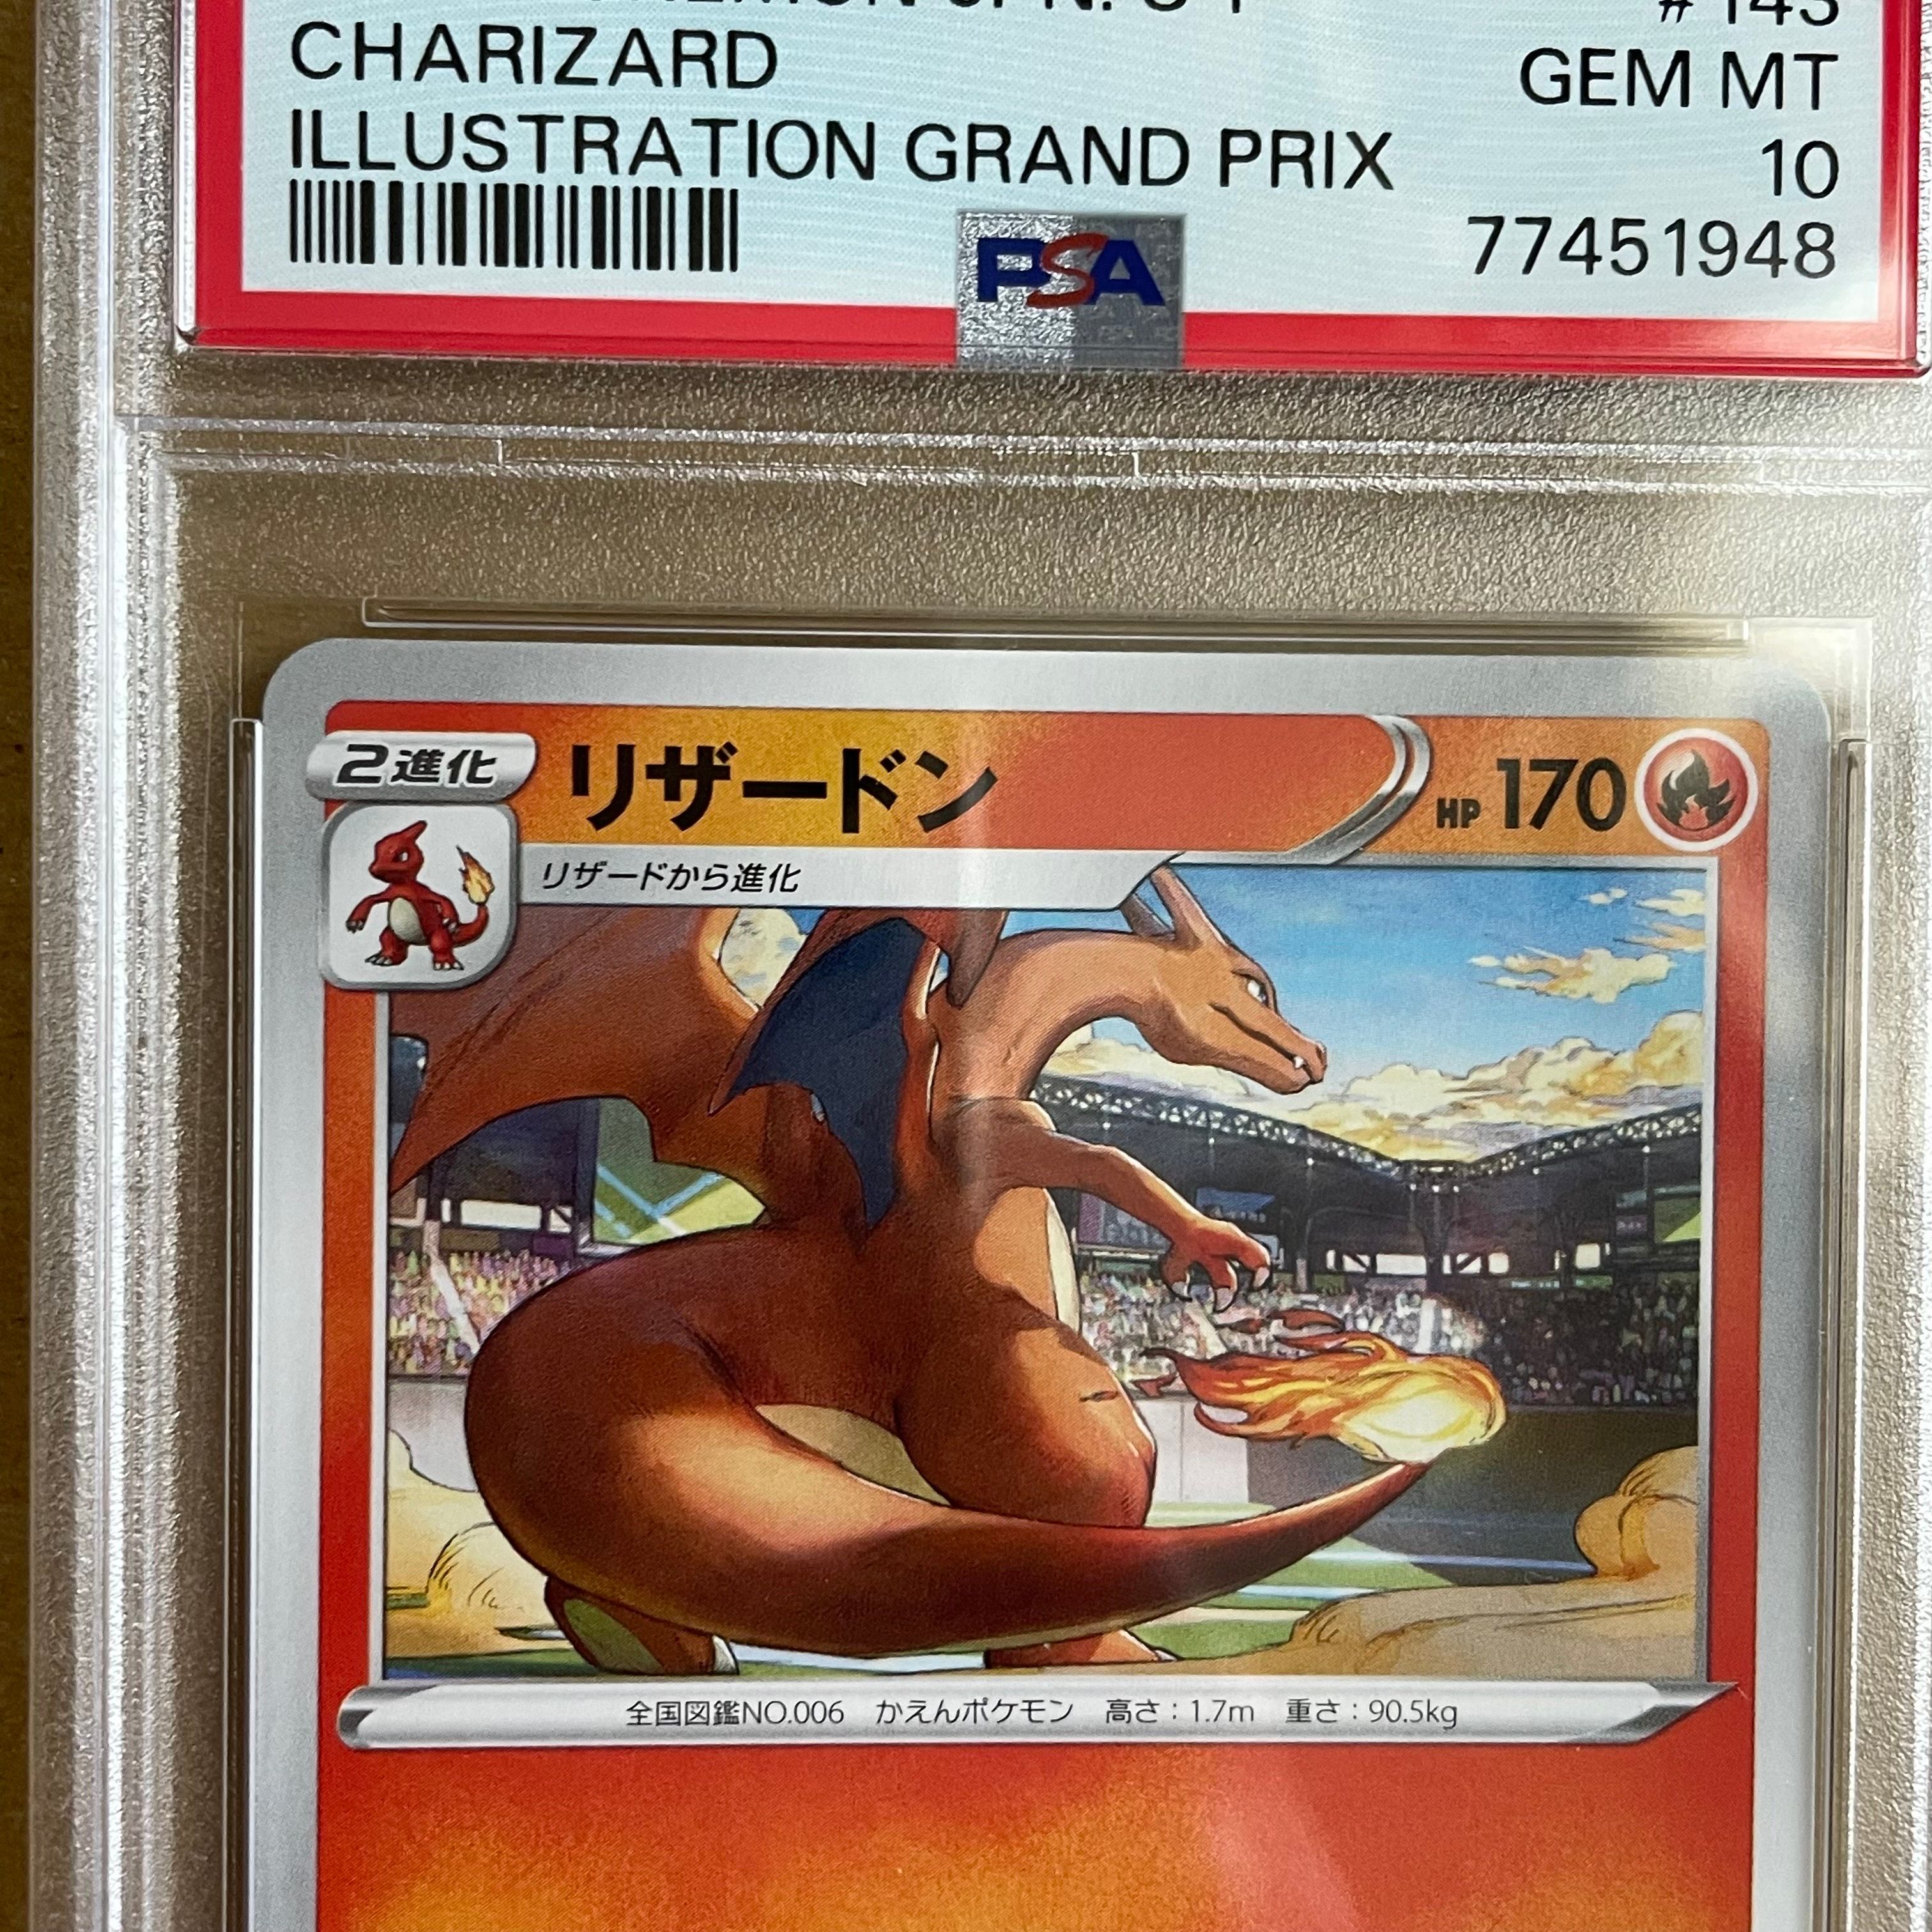 #143
CHARIZARD
GEM MT
ILLUSTRATION GRAND PRIX
10
PSA
77451948
2進化
リザードン
HP 170
リザードから進化
全国図鑑NO.006 かえんポケモン 高さ：1.7m 重さ：90.5kg